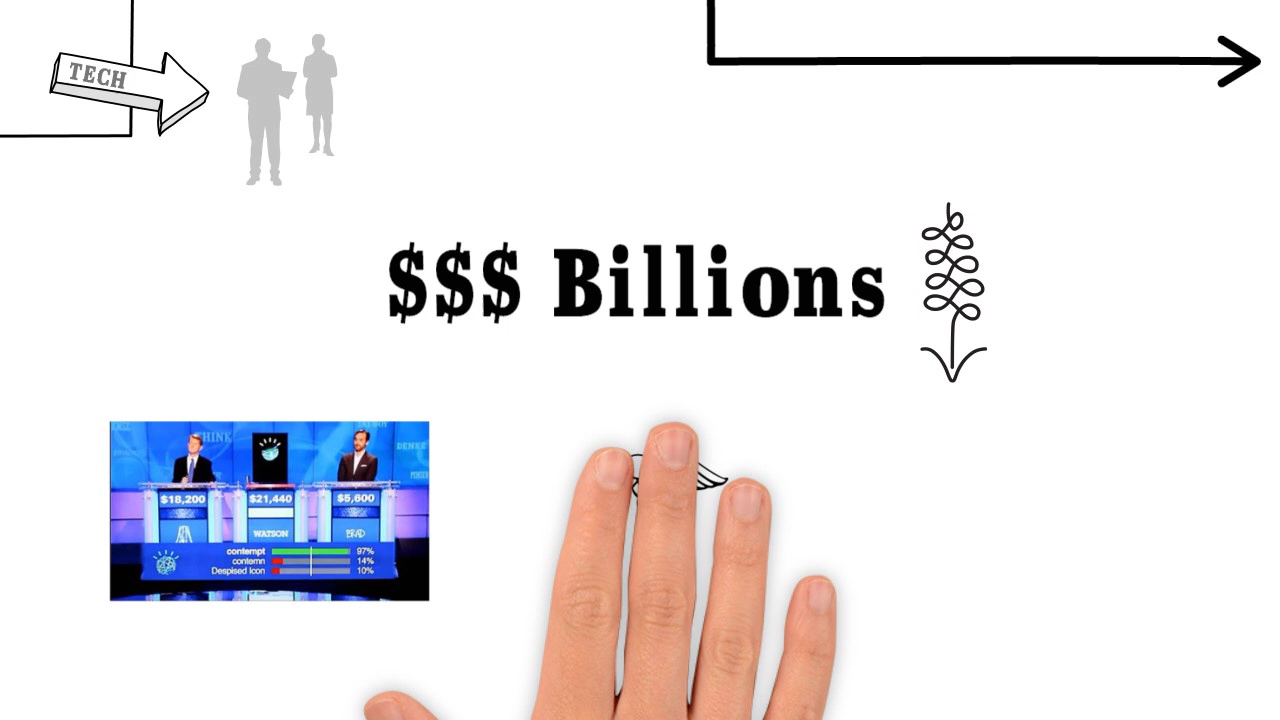 TECH
$$$ Billions
THINK
$18,200
$21,440
$5,600
WATSON
BRAD
contempt 97%
contemn 14%
Despised Icon 10%